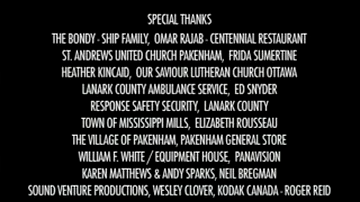 SPECIAL THANKS
THE BONDY - SHIP FAMILY, OMAR RAJAB - CENTENNIAL RESTAURANT
ST. ANDREWS UNITED CHURCH PAKENHAM, FRIDA SUMERTINE
HEATHER KINCAID, OUR SAVIOUR LUTHERAN CHURCH OTTAWA
LANARK COUNTY AMBULANCE SERVICE, ED SNYDER
RESPONSE SAFETY SECURITY, LANARK COUNTY
TOWN OF MISSISSIPPI MILLS, ELIZABETH ROUSSEAU
THE VILLAGE OF PAKENHAM, PAKENHAM GENERAL STORE
WILLIAM F. WHITE / EQUIPMENT HOUSE, PANAVISION
KAREN MATTHEWS & ANDY SPARKS, NEIL BREGMAN
SOUND VENTURE PRODUCTIONS, WESLEY CLOVER, KODAK CANADA - ROGER REID